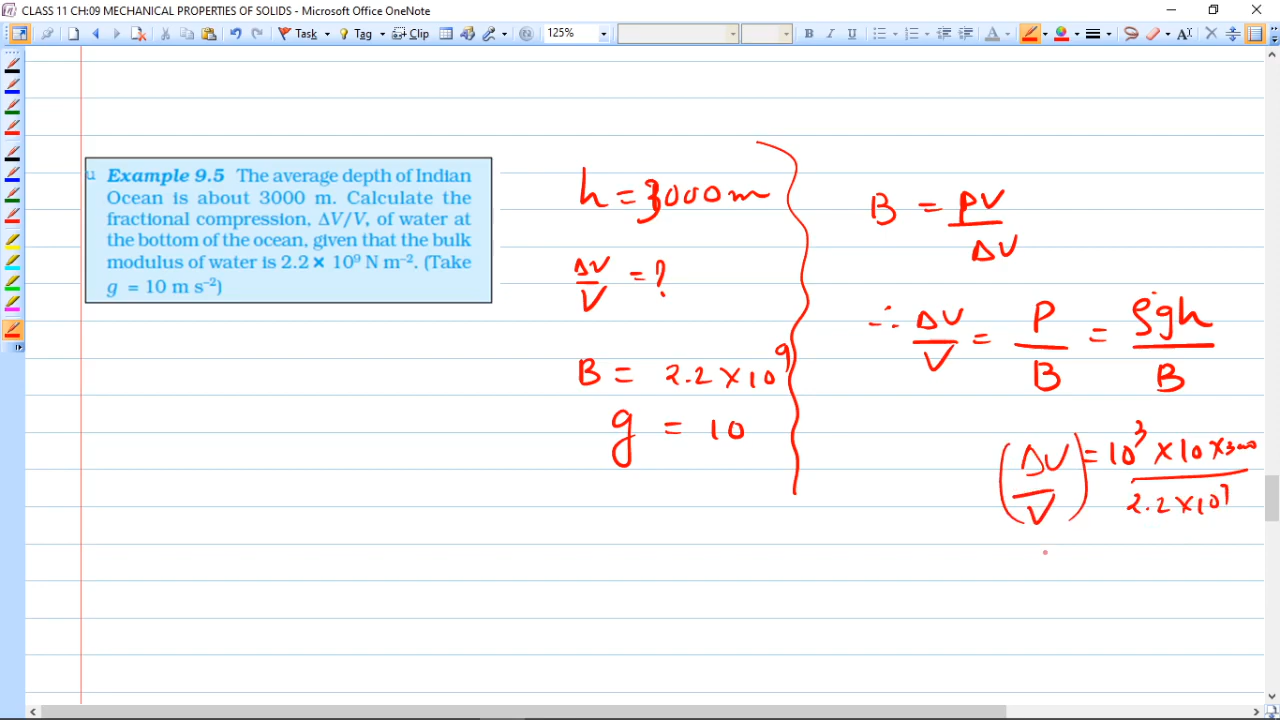 CLASS 11 CH:09 MECHANICAL PROPERTIES OF SOLIDS - Microsoft Office OneNote
Task Tag Clip 125% B I U
u Example 9.5 The average depth of Indian
Ocean is about 3000 m. Calculate the
fractional compression, ΔV/V, of water at
the bottom of the ocean, given that the bulk
modulus of water is 2.2 × 10⁹ N m⁻². (Take
g = 10 m s⁻²)
h = 3000 m
ΔV/V = ?
B = 2.2 × 10⁹
g = 10
B = PV/ΔV
∴ ΔV/V = P/B = ρgh/B
(ΔV/V) = 10³ × 10 × 3000 / 2.2 × 10⁹